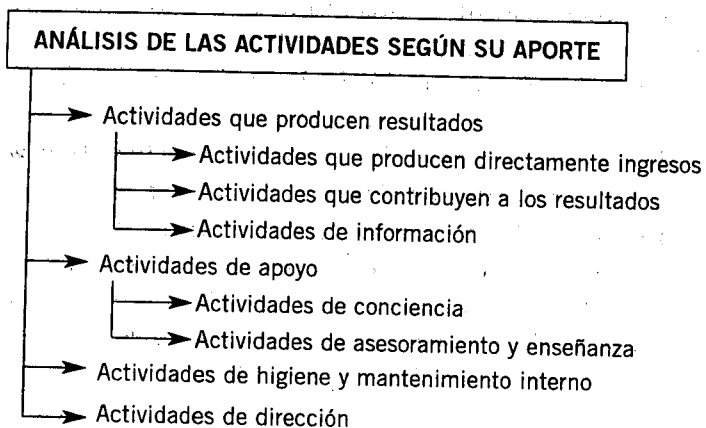 ANÁLISIS DE LAS ACTIVIDADES SEGÚN SU APORTE
Actividades que producen resultados
Actividades que producen directamente ingresos
Actividades que contribuyen a los resultados
Actividades de información
Actividades de apoyo
Actividades de conciencia
Actividades de asesoramiento y enseñanza
Actividades de higiene y mantenimiento interno
Actividades de dirección